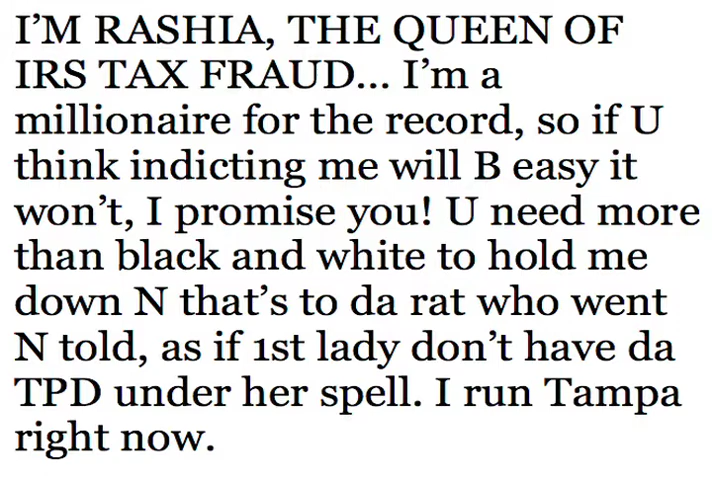 I’M RASHIA, THE QUEEN OF
IRS TAX FRAUD... I’m a
millionaire for the record, so if U
think indicting me will B easy it
won’t, I promise you! U need more
than black and white to hold me
down N that’s to da rat who went
N told, as if 1st lady don’t have da
TPD under her spell. I run Tampa
right now.